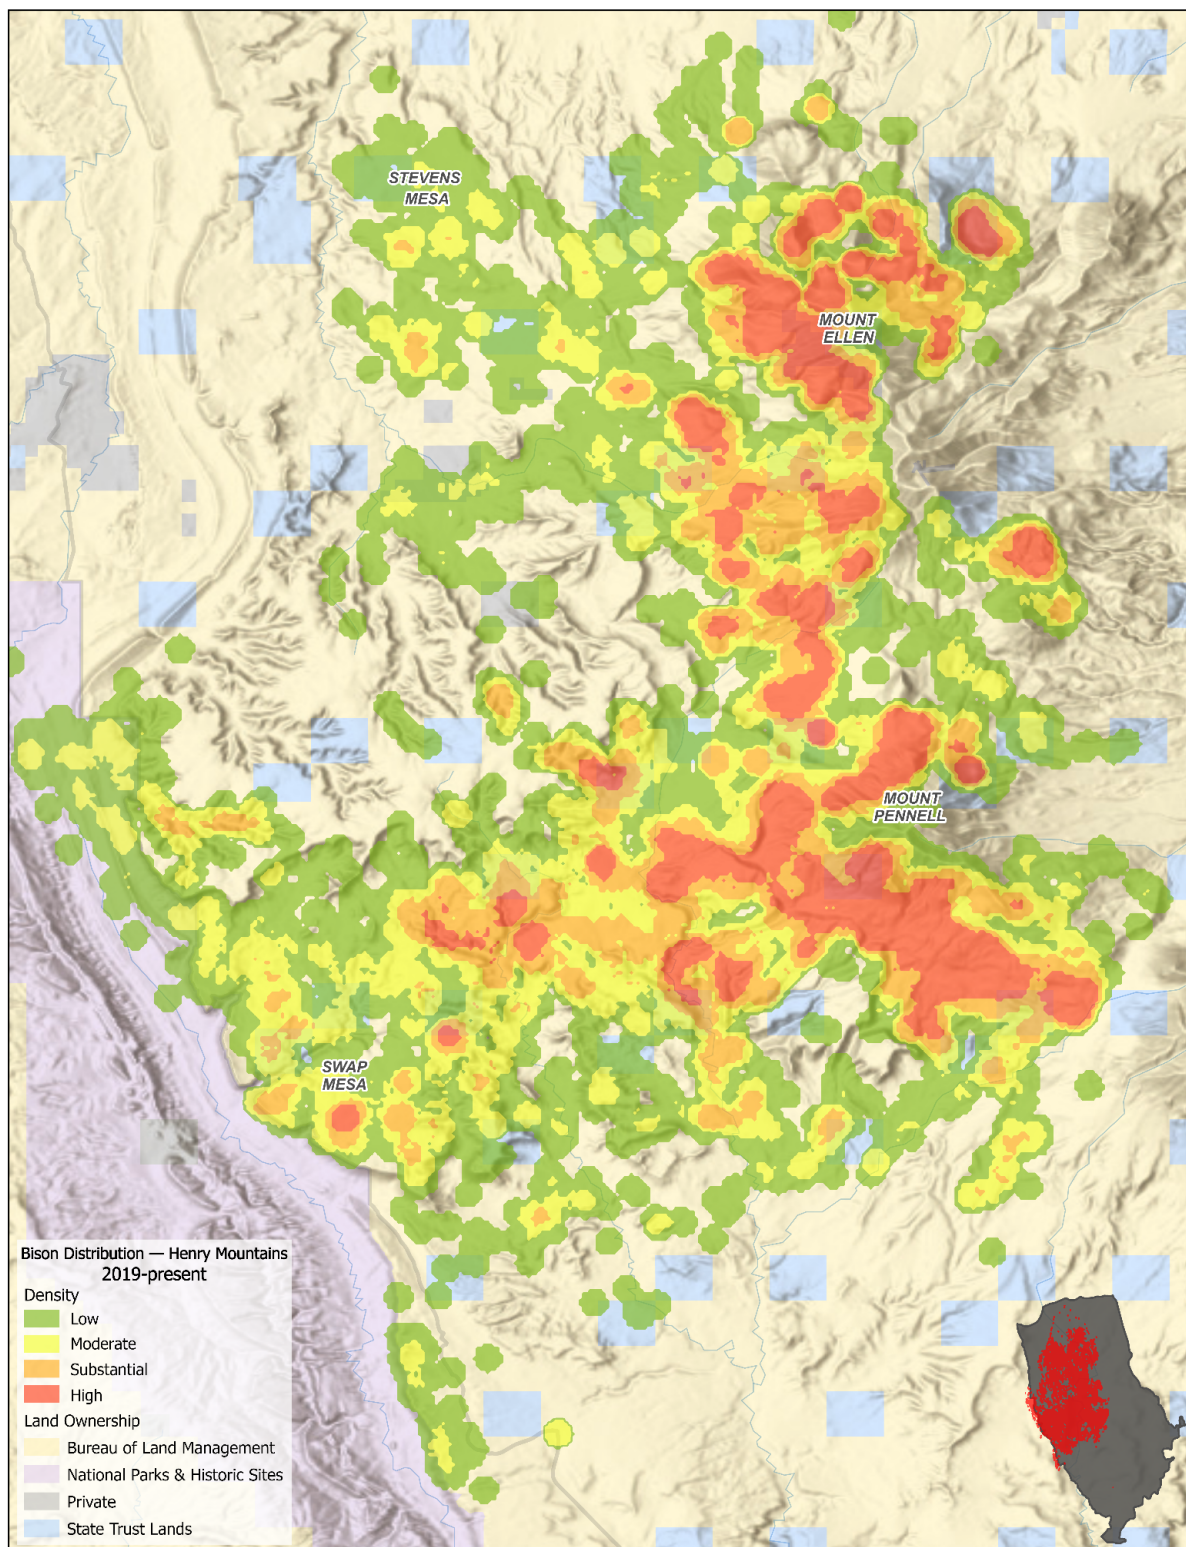 STEVENS
MESA
MOUNT
ELLEN
MOUNT
PENNELL
SWAP
MESA
Bison Distribution — Henry Mountains
2019-present
Density
Low
Moderate
Substantial
High
Land Ownership
Bureau of Land Management
National Parks & Historic Sites
Private
State Trust Lands